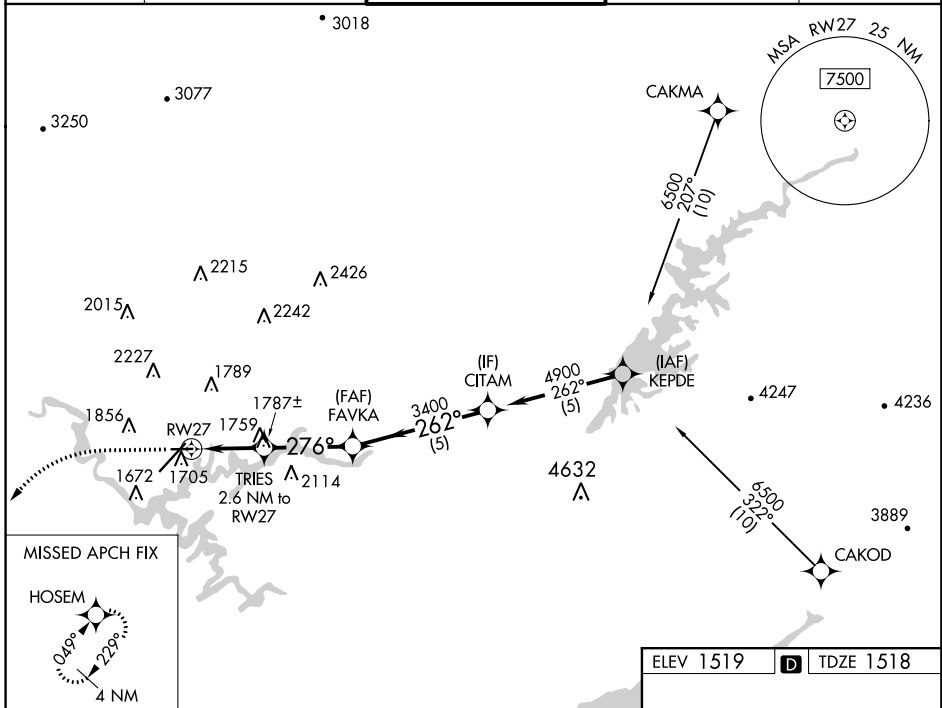 3018
3077
3250
MSA RW27 25 NM
7500
CAKMA
6500
207°
(10)
2215
2426
2015
2242
2227
1789
1787±
1856
1759
RW27
1672
1705
2114
TRIES
2.6 NM to
RW27
276°
(FAF)
FAVKA
3400
262°
(5)
(IF)
CITAM
4900
262°
(5)
(IAF)
KEPDE
4247
4236
4632
6500
322°
(10)
3889
CAKOD
MISSED APCH FIX
HOSEM
049°
229°
4 NM
ELEV 1519 D TDZE 1518